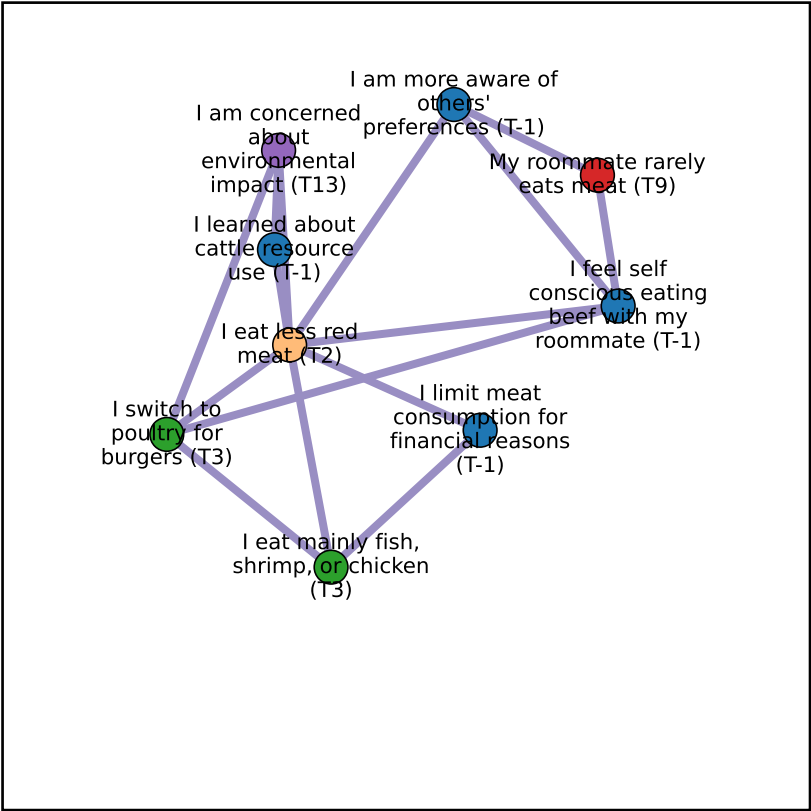 I am more aware of
others'
preferences (T-1)
I am concerned
about
environmental
impact (T13)
My roommate rarely
eats meat (T9)
I learned about
cattle resource
use (T-1)
I feel self
conscious eating
beef with my
roommate (T-1)
I eat less red
meat (T2)
I limit meat
consumption for
financial reasons
(T-1)
I switch to
poultry for
burgers (T3)
I eat mainly fish,
shrimp, or chicken
(T3)